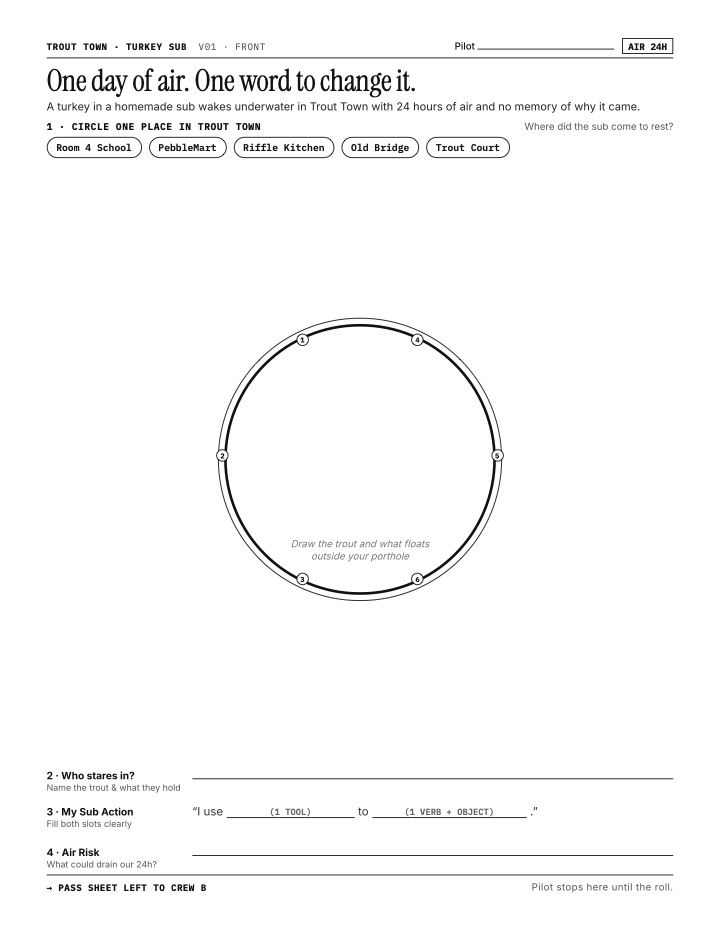 TROUT TOWN · TURKEY SUB V01 · FRONT Pilot AIR 24H
One day of air. One word to change it.
A turkey in a homemade sub wakes underwater in Trout Town with 24 hours of air and no memory of why it came.
1 · CIRCLE ONE PLACE IN TROUT TOWN Where did the sub come to rest?
Room 4 School PebbleMart Riffle Kitchen Old Bridge Trout Court
1 4
2 5
Draw the trout and what floats
outside your porthole
3 6
2 · Who stares in?
Name the trout & what they hold
3 · My Sub Action “I use (1 TOOL) to (1 VERB + OBJECT) .”
Fill both slots clearly
4 · Air Risk
What could drain our 24h?
→ PASS SHEET LEFT TO CREW B Pilot stops here until the roll.